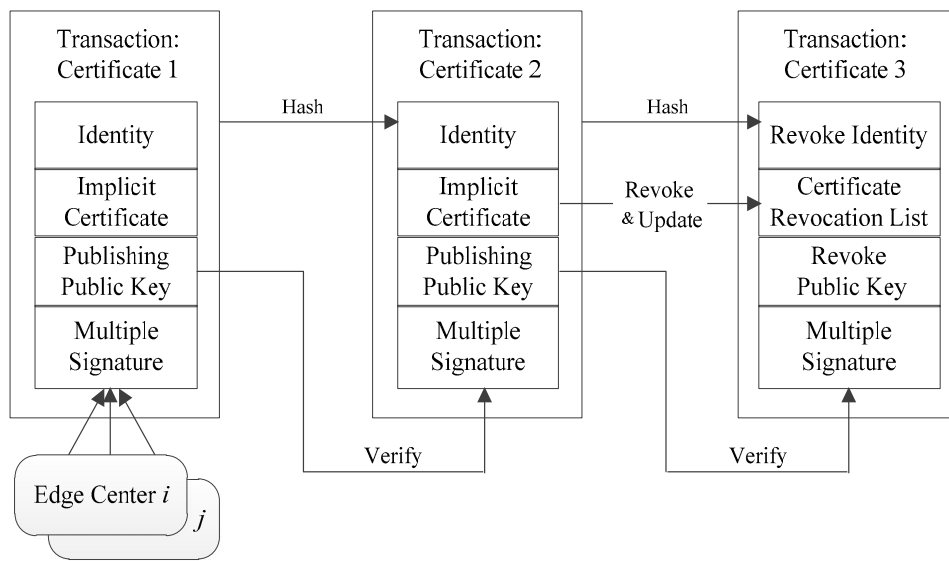 Transaction:
Certificate 1
Identity
Implicit
Certificate
Publishing
Public Key
Multiple
Signature
Edge Center i
j
Hash
Verify
Transaction:
Certificate 2
Identity
Implicit
Certificate
Publishing
Public Key
Multiple
Signature
Hash
Revoke
& Update
Verify
Transaction:
Certificate 3
Revoke Identity
Certificate
Revocation List
Revoke
Public Key
Multiple
Signature